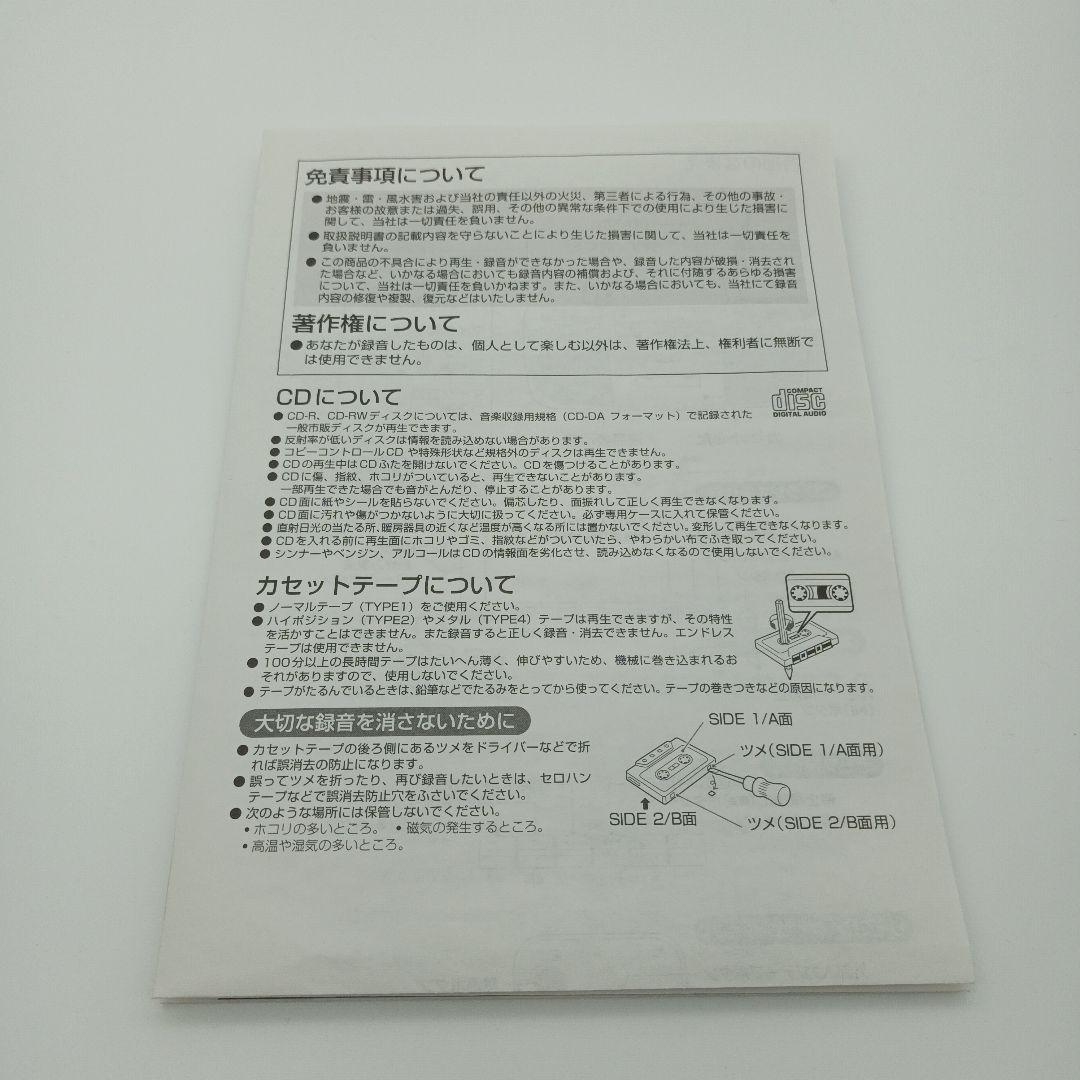 免責事項について
● 地震・雷・風水害および当社の責任以外の火災、第三者による行為、その他の事故・
お客様の故意または過失、誤用、その他の異常な条件下での使用により生じた損害に
関して、当社は一切責任を負いません。
● 取扱説明書の記載内容を守らないことにより生じた損害に関して、当社は一切責任を
負いません。
● この商品の不具合により再生・録音ができなかった場合や、録音した内容が破損・消去され
た場合など、いかなる場合においても録音内容の補償および、それに付随するあらゆる損害
について、当社は一切責任を負いかねます。また、いかなる場合においても、当社にて録音
内容の修復や複製、復元などはいたしません。
著作権について
● あなたが録音したものは、個人として楽しむ以外は、著作権法上、権利者に無断で
は使用できません。
CDについて
COMPACT
disc
DIGITAL AUDIO
● CD-R、CD-RWディスクについては、音楽収録用規格（CD-DA フォーマット）で記録された
一般市販ディスクが再生できます。
● 反射率が低いディスクは情報を読み込めない場合があります。
● コピーコントロールCD や特殊形状など規格外のディスクは再生できません。
● CDの再生中はCDふたを開けないでください。CDを傷つけることがあります。
● CDに傷、指紋、ホコリがついていると、再生できないことがあります。
一部再生できた場合でも音がとんだり、停止することがあります。
● CD面に紙やシールを貼らないでください。偏芯したり、面振れして正しく再生できなくなります。
● CD面に汚れや傷がつかないように大切に扱ってください。必ず専用ケースに入れて保管ください。
● 直射日光の当たる所、暖房器具の近くなど温度が高くなる所には置かないでください。変形して再生できなくなります。
● CDを入れる前に再生面にホコリやゴミ、指紋などがついていたら、やわらかい布でふき取ってください。
● シンナーやベンジン、アルコールはCDの情報面を劣化させ、読み込めなくなるので使用しないでください。
カセットテープについて
● ノーマルテープ（TYPE1）をご使用ください。
● ハイポジション（TYPE2）やメタル（TYPE4）テープは再生できますが、その特性
を活かすことはできません。また録音すると正しく録音・消去できません。エンドレス
テープは使用できません。
● 100分以上の長時間テープはたいへん薄く、伸びやすいため、機械に巻き込まれるお
それがありますので、使用しないでください。
● テープがたるんでいるときは、鉛筆などでたるみをとってから使ってください。テープの巻きつきなどの原因になります。
大切な録音を消さないために
● カセットテープの後ろ側にあるツメをドライバーなどで折
れば誤消去の防止になります。
● 誤ってツメを折ったり、再び録音したいときは、セロハン
テープなどで誤消去防止穴をふさいでください。
● 次のような場所には保管しないでください。
・ホコリの多いところ。 ・磁気の発生するところ。
・高温や湿気の多いところ。
SIDE 1/A面
ツメ（SIDE 1/A面用）
SIDE 2/B面
ツメ（SIDE 2/B面用）